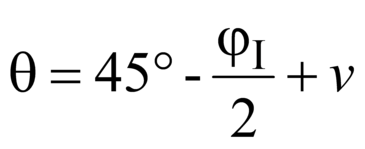 θ = 45° - φI/2 + v